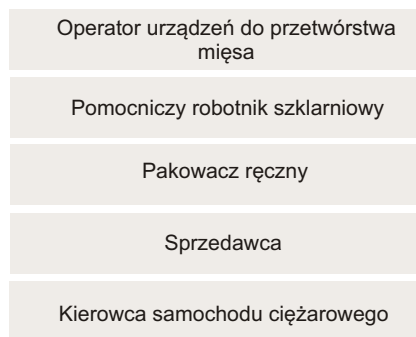 Operator urządzeń do przetwórstwa
mięsa
Pomocniczy robotnik szklarniowy
Pakowacz ręczny
Sprzedawca
Kierowca samochodu ciężarowego